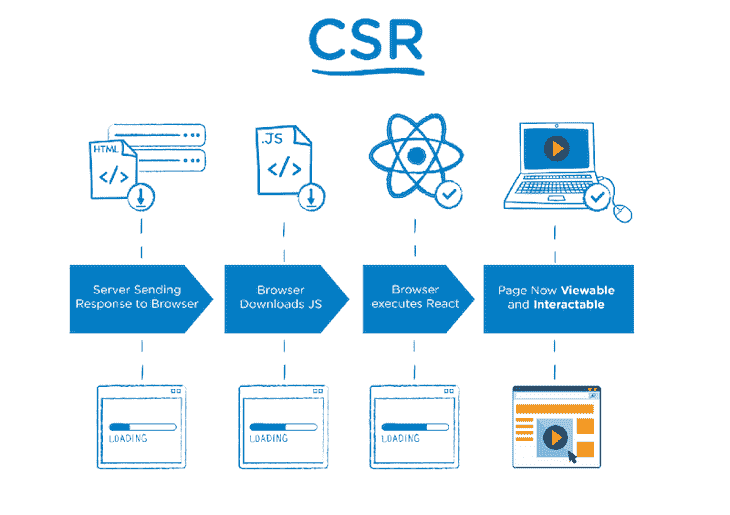 CSR
HTML
.JS
Server Sending
Response to Browser
Browser
Downloads JS
Browser
executes React
Page Now Viewable
and Interactable
LOADING
LOADING
LOADING